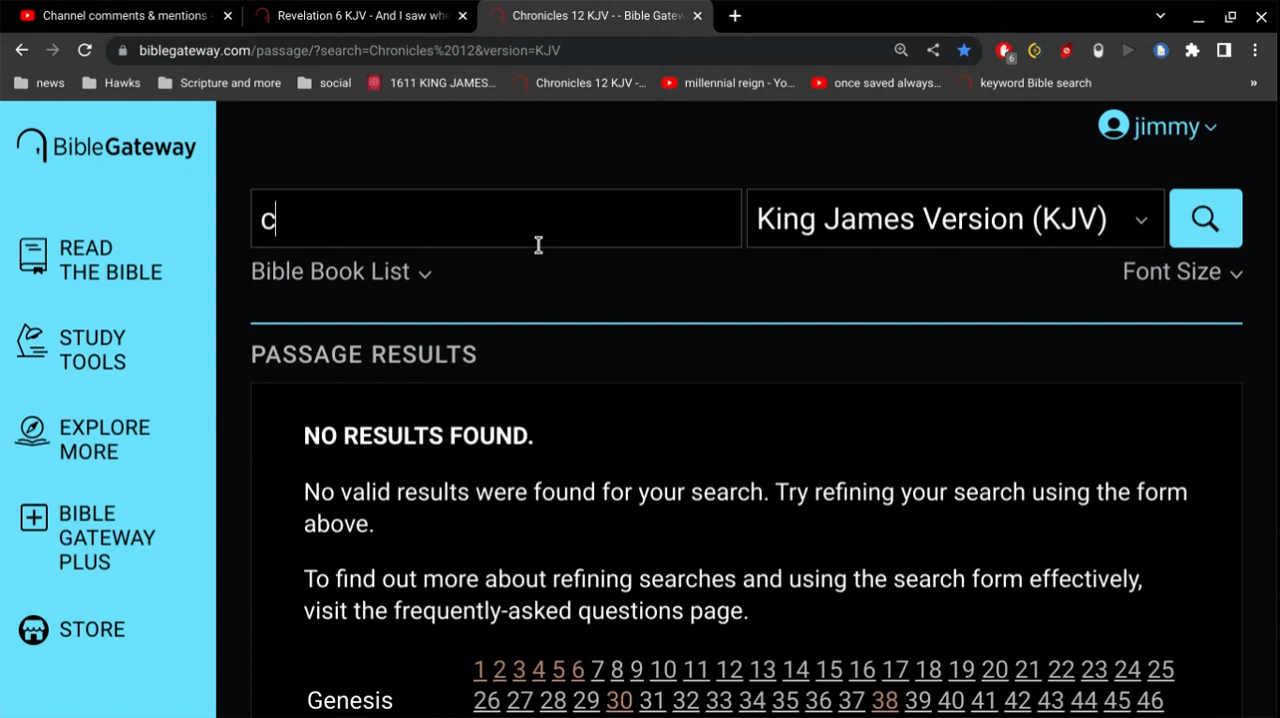 Channel comments & mentions -
Revelation 6 KJV - And I saw whe
Chronicles 12 KJV - - Bible Gatew
biblegateway.com/passage/?search=Chronicles%2012&version=KJV
6
news
Hawks
Scripture and more
social
1611 KING JAMES...
Chronicles 12 KJV -...
millennial reign - Yo...
once saved always...
keyword Bible search
»
BibleGateway
jimmy
c
King James Version (KJV)
READ
THE BIBLE
Bible Book List
Font Size
STUDY
TOOLS
PASSAGE RESULTS
EXPLORE
MORE
NO RESULTS FOUND.
No valid results were found for your search. Try refining your search using the form
above.
BIBLE
GATEWAY
PLUS
To find out more about refining searches and using the search form effectively,
visit the frequently-asked questions page.
STORE
Genesis
1 2 3 4 5 6 7 8 9 10 11 12 13 14 15 16 17 18 19 20 21 22 23 24 25
26 27 28 29 30 31 32 33 34 35 36 37 38 39 40 41 42 43 44 45 46